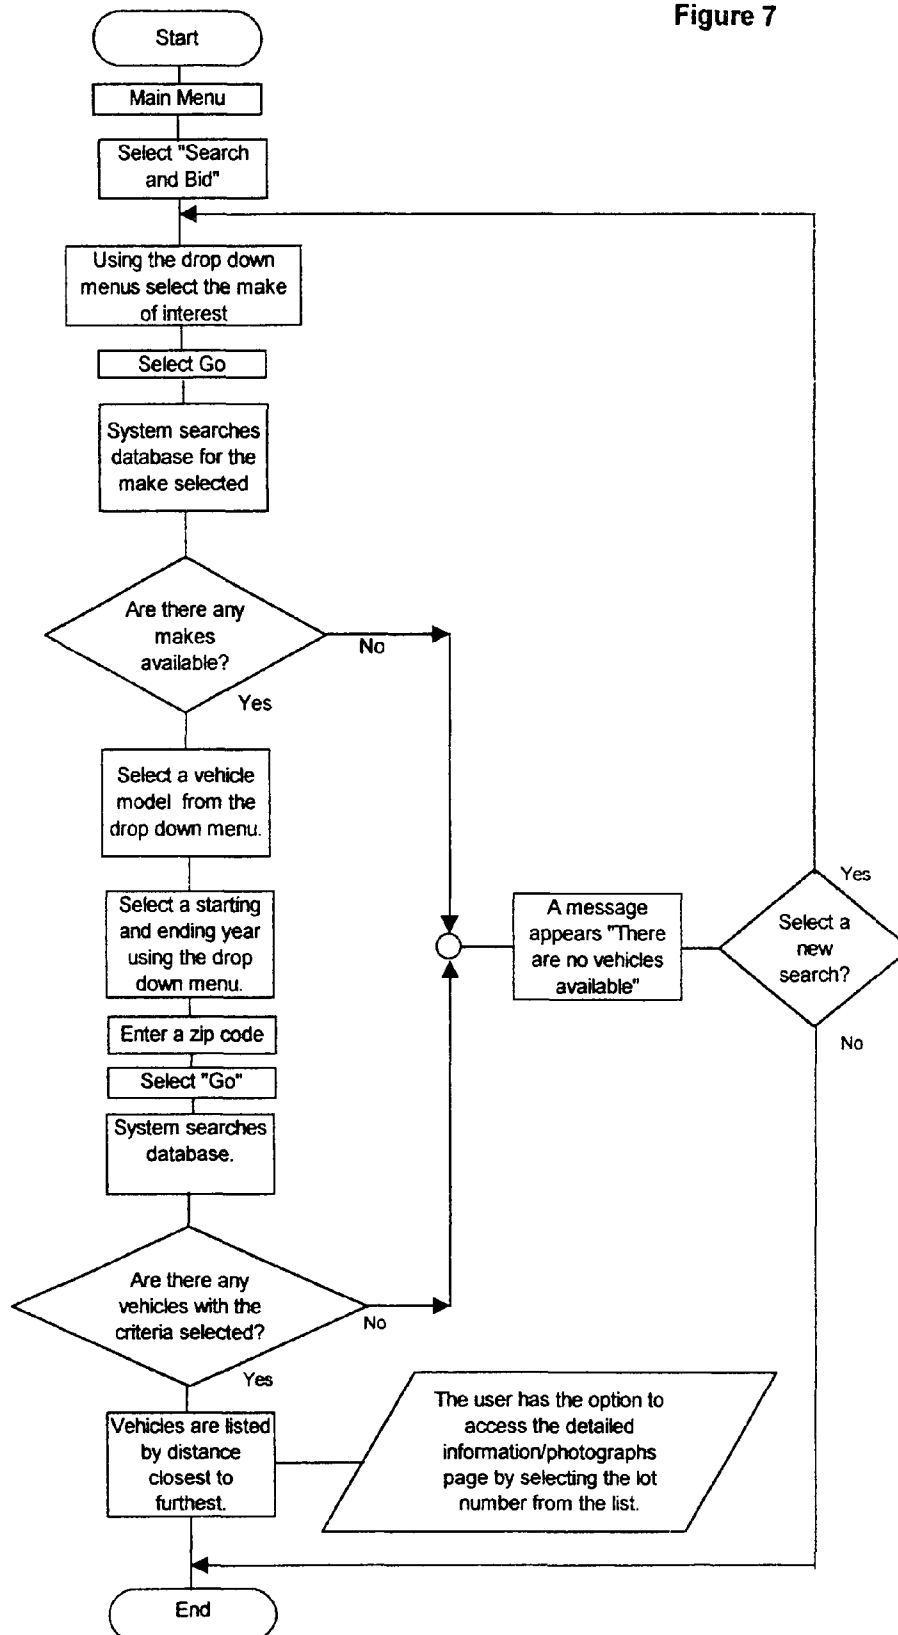 Figure 7
Start
Main Menu
Select "Search
and Bid"
Using the drop down
menus select the make
of interest
Select Go
System searches
database for the
make selected
Are there any
makes
available?
No
Yes
Select a vehicle
model from the
drop down menu.
Select a starting
and ending year
using the drop
down menu.
Enter a zip code
Select "Go"
System searches
database.
Are there any
vehicles with the
criteria selected?
No
Yes
Vehicles are listed
by distance
closest to
furthest.
The user has the option to
access the detailed
information/photographs
page by selecting the lot
number from the list.
A message
appears "There
are no vehicles
available"
Yes
Select a
new
search?
No
End